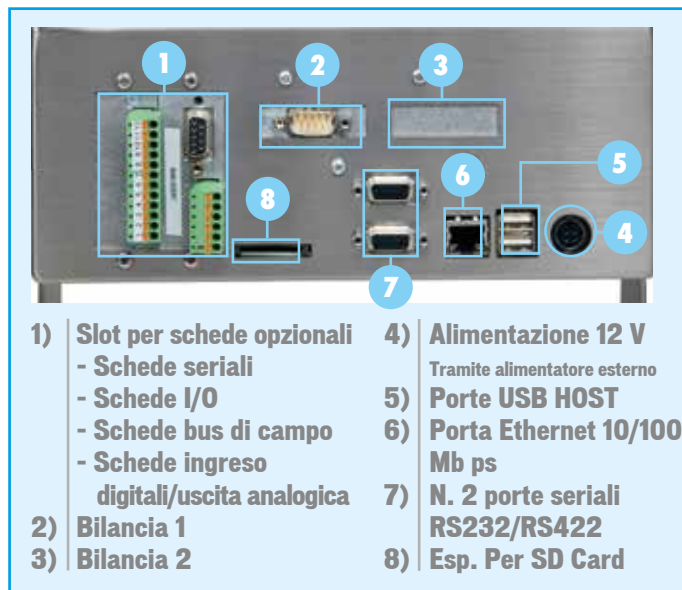 1
2
3
5
6
8
4
7
1) Slot per schede opzionali
- Schede seriali
- Schede I/O
- Schede bus di campo
- Schede ingreso
digitali/uscita analogica
2) Bilancia 1
3) Bilancia 2
4) Alimentazione 12 V
Tramite alimentatore esterno
5) Porte USB HOST
6) Porta Ethernet 10/100
Mb ps
7) N. 2 porte seriali
RS232/RS422
8) Esp. Per SD Card